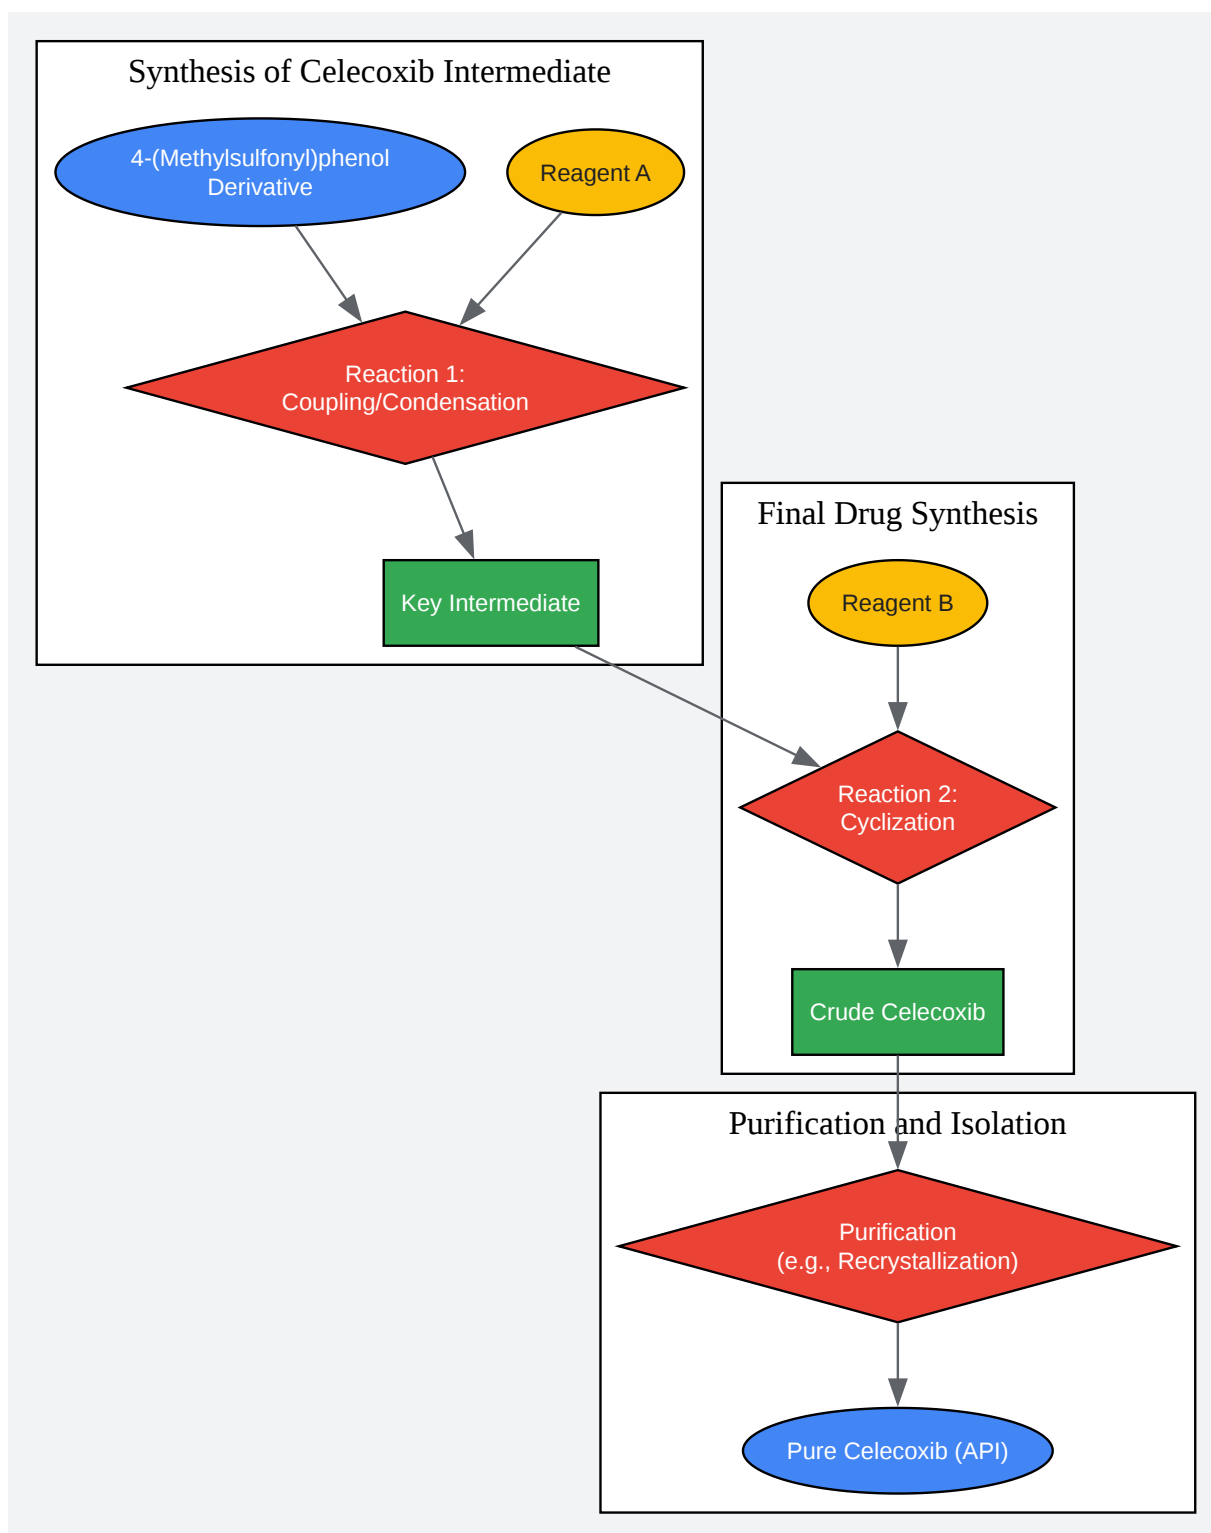 Synthesis of Celecoxib Intermediate
4-(Methylsulfonyl)phenol
Derivative
Reagent A
Reaction 1:
Coupling/Condensation
Key Intermediate
Final Drug Synthesis
Reagent B
Reaction 2:
Cyclization
Crude Celecoxib
Purification and Isolation
Purification
(e.g., Recrystallization)
Pure Celecoxib (API)